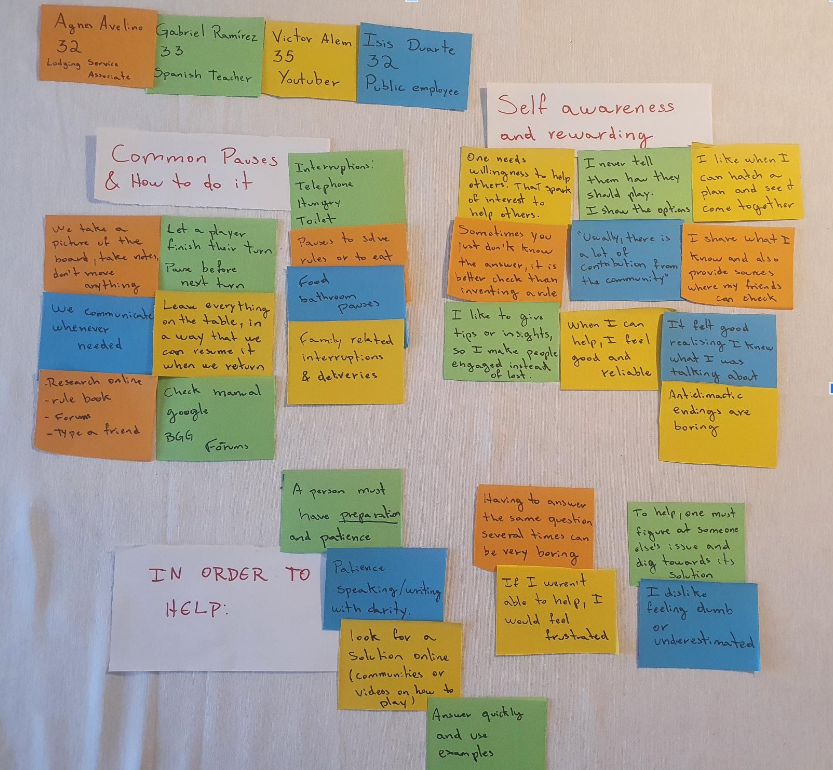 Agnes Avelino
32
Lodging Service
Associate
Gabriel Ramírez
33
Spanish Teacher
Victor Alem
35
Youtuber
Isis Duarte
32
Public employee
Common Pauses
& How to do it
Interruptions:
Telephone
Hungry
Toilet
We take a
picture of the
board, take notes,
don't move
anything
Let a player
finish their turn
Pause before
next turn
Pauses to solve
rules or to eat
Food
bathroom
pauses
We communicate
whenever
needed
Leave everything
on the table, in
a way that we
can resume it
when we return
Family related
interruptions
& deliveries
-Research online
-rule book
- Forums
-Type a friend
Check manual
google
BGG
Forums
Self awareness
and rewarding
One needs
willingness to help
others. That spark
of interest to
help others.
I never tell
them how they
should play.
I show the options
I like when I
can hatch a
plan and see it
come together
Sometimes you
just don't know
the answer, it is
better check than
inventing a rule
"Usually, there is
a lot of
contribution from
the community"
I share what I
know and also
provide sources
where my friends
can check
I like to give
tips or insights,
so I make people
engaged instead
of lost.
When I can
help, I feel
good and
reliable
It felt good
realising I knew
what I was
talking about
Anticlimactic
endings are
boring
IN ORDER TO
HELP:
A person must
have preparation
and patience
Patience
speaking/writing
with clarity.
look for a
Solution online
(communities or
videos on how to
play)
Answer quickly
and use
examples
Having to answer
the same question
several times can
be very boring
If I weren't
able to help, I
would feel
frustrated
To help, one must
figure at someone
else's issue and
dig towards its
solution
I dislike
feeling dumb
or
underestimated